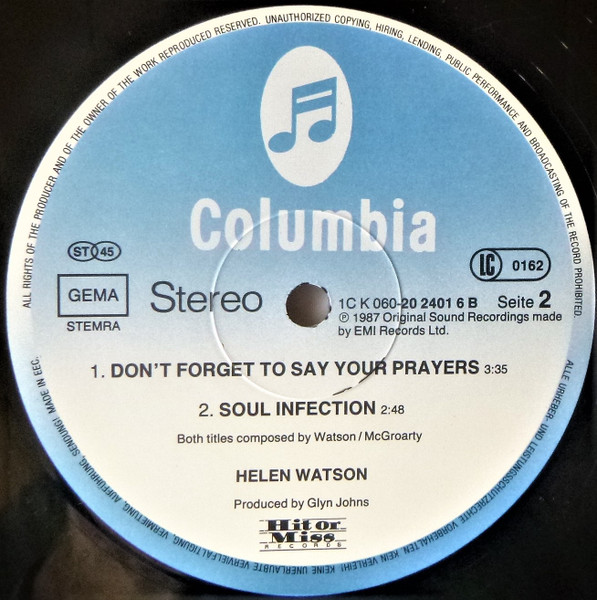 ALL RIGHTS OF THE PRODUCER AND OF THE OWNER OF THE WORK REPRODUCED RESERVED. UNAUTHORIZED COPYING, HIRING, LENDING, PUBLIC PERFORMANCE AND BROADCASTING OF THE RECORD PROHIBITED.
Columbia
ST 45
LC 0162
GEMA
STEMRA
Stereo
1C K 060-20 2401 6 B Seite 2
℗ 1987 Original Sound Recordings made
by EMI Records Ltd.
1. DON'T FORGET TO SAY YOUR PRAYERS 3:35
2. SOUL INFECTION 2:48
Both titles composed by Watson/McGroarty
HELEN WATSON
Produced by Glyn Johns
Hit or
Miss
RECORDS
ALLE URHEBER- UND LEISTUNGSSCHUTZRECHTE VORBEHALTEN. KEIN VERLEIH! KEINE UNERLAUBTE VERVIELFÄLTIGUNG, VERMIETUNG, AUFFÜHRUNG, SENDUNG! MADE IN EEC.